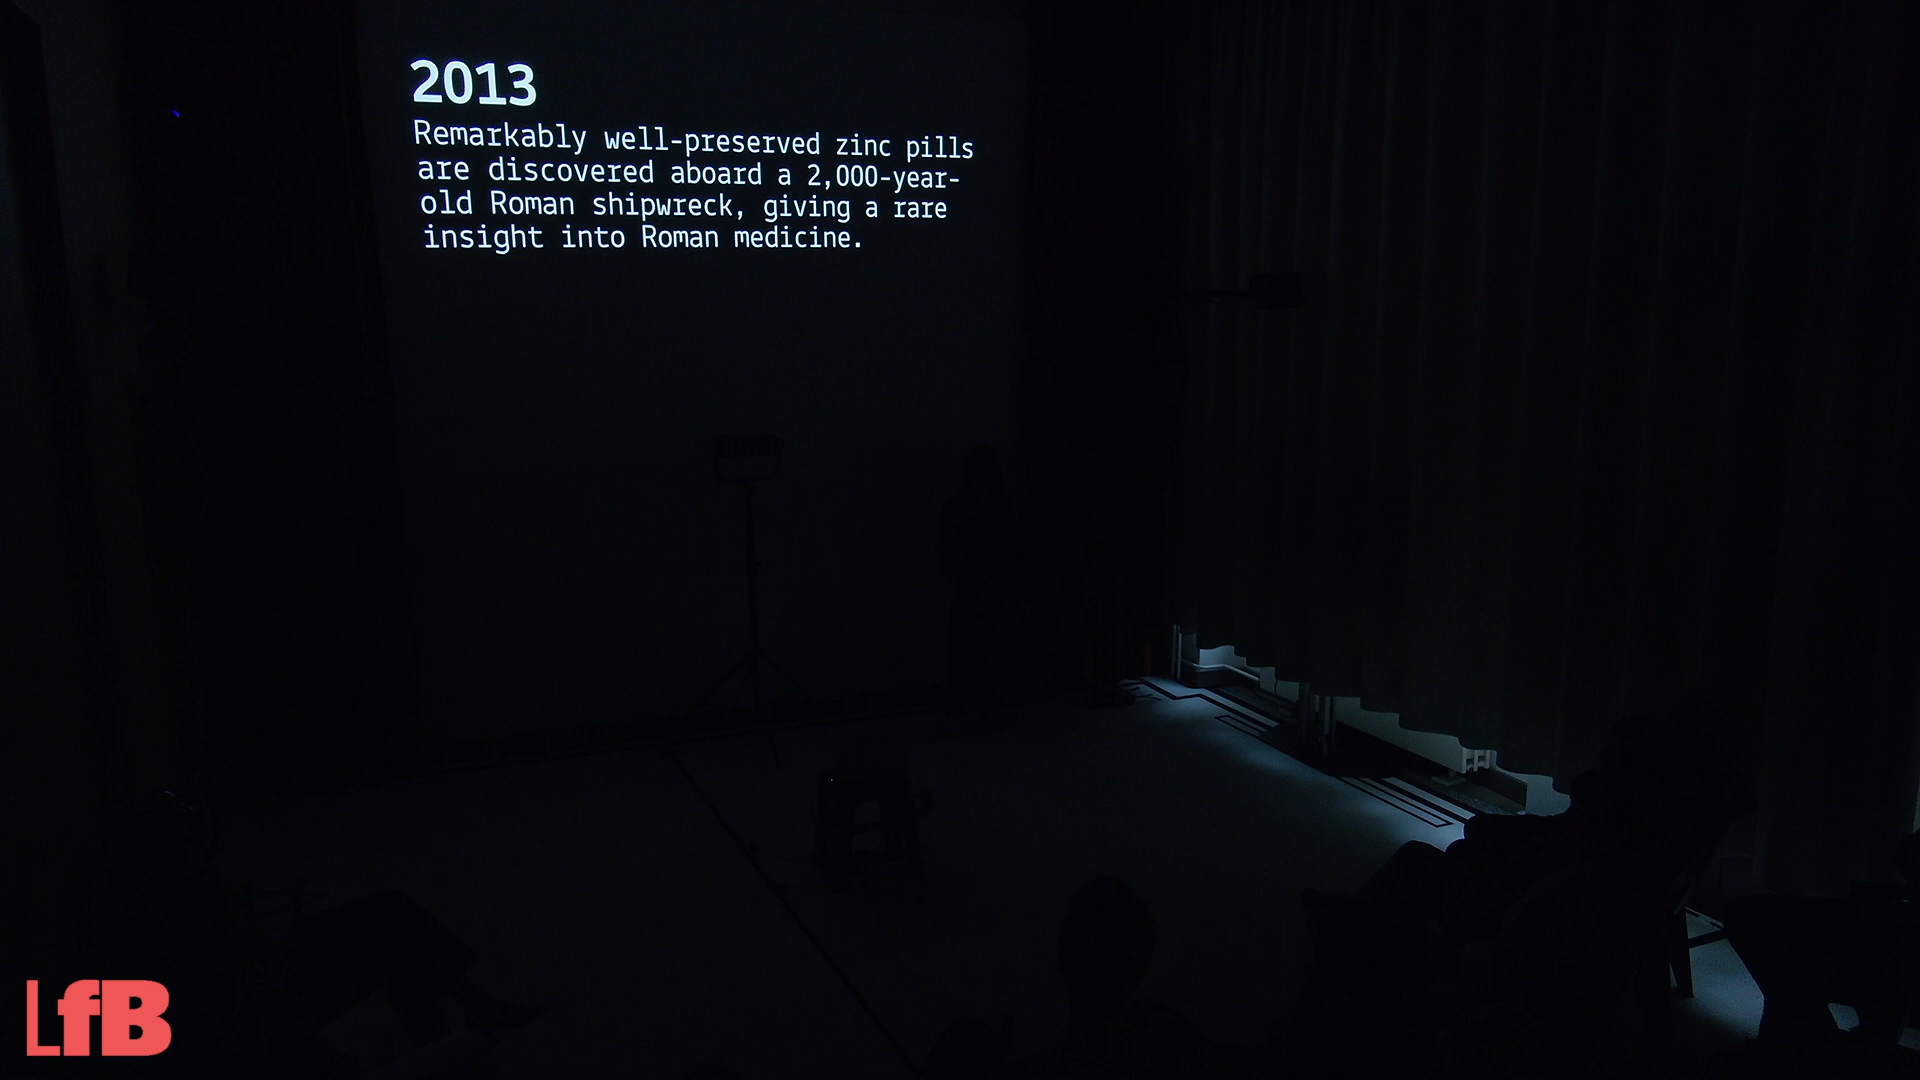 2013
Remarkably well-preserved zinc pills
are discovered aboard a 2,000-year-
old Roman shipwreck, giving a rare
insight into Roman medicine.
LfB